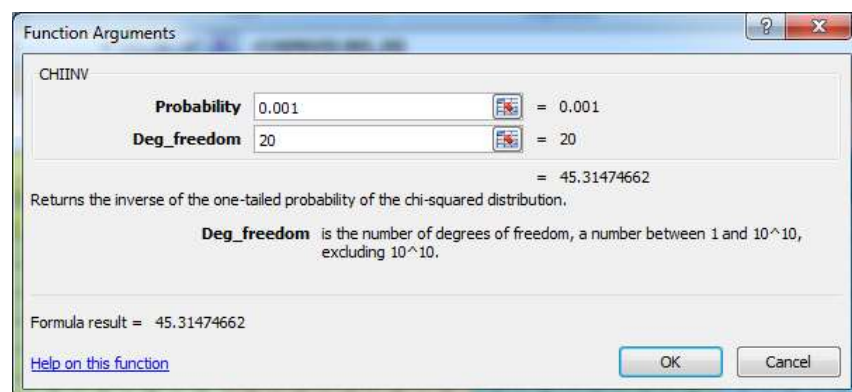 Function Arguments
CHIINV
Probability 0.001 = 0.001
Deg_freedom 20 = 20
= 45.31474662
Returns the inverse of the one-tailed probability of the chi-squared distribution.
Deg_freedom is the number of degrees of freedom, a number between 1 and 10^10,
excluding 10^10.
Formula result = 45.31474662
Help on this function
OK Cancel